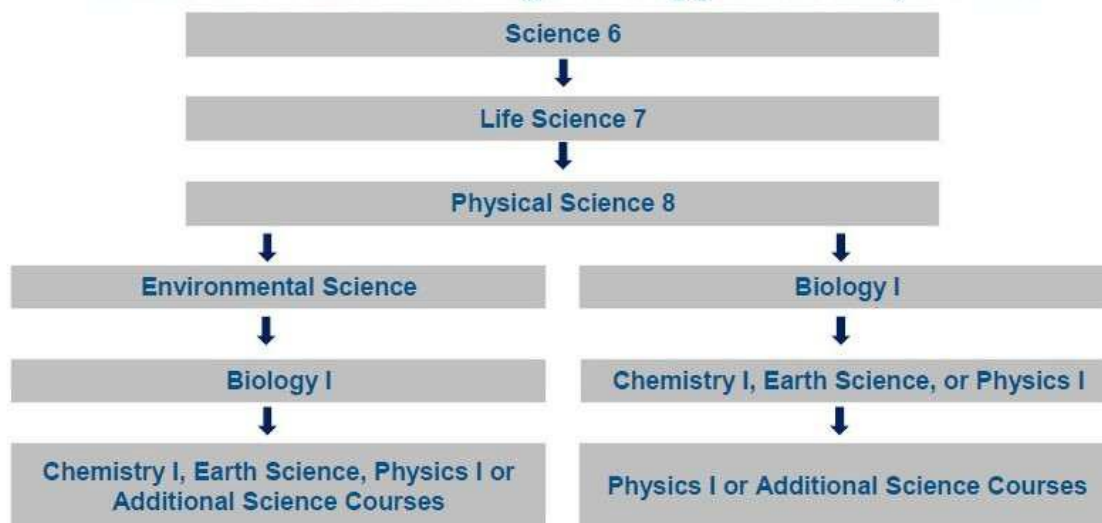 Science 6
Life Science 7
Physical Science 8
Environmental Science
Biology I
Biology I
Chemistry I, Earth Science, or Physics I
Chemistry I, Earth Science, Physics I or
Additional Science Courses
Physics I or Additional Science Courses